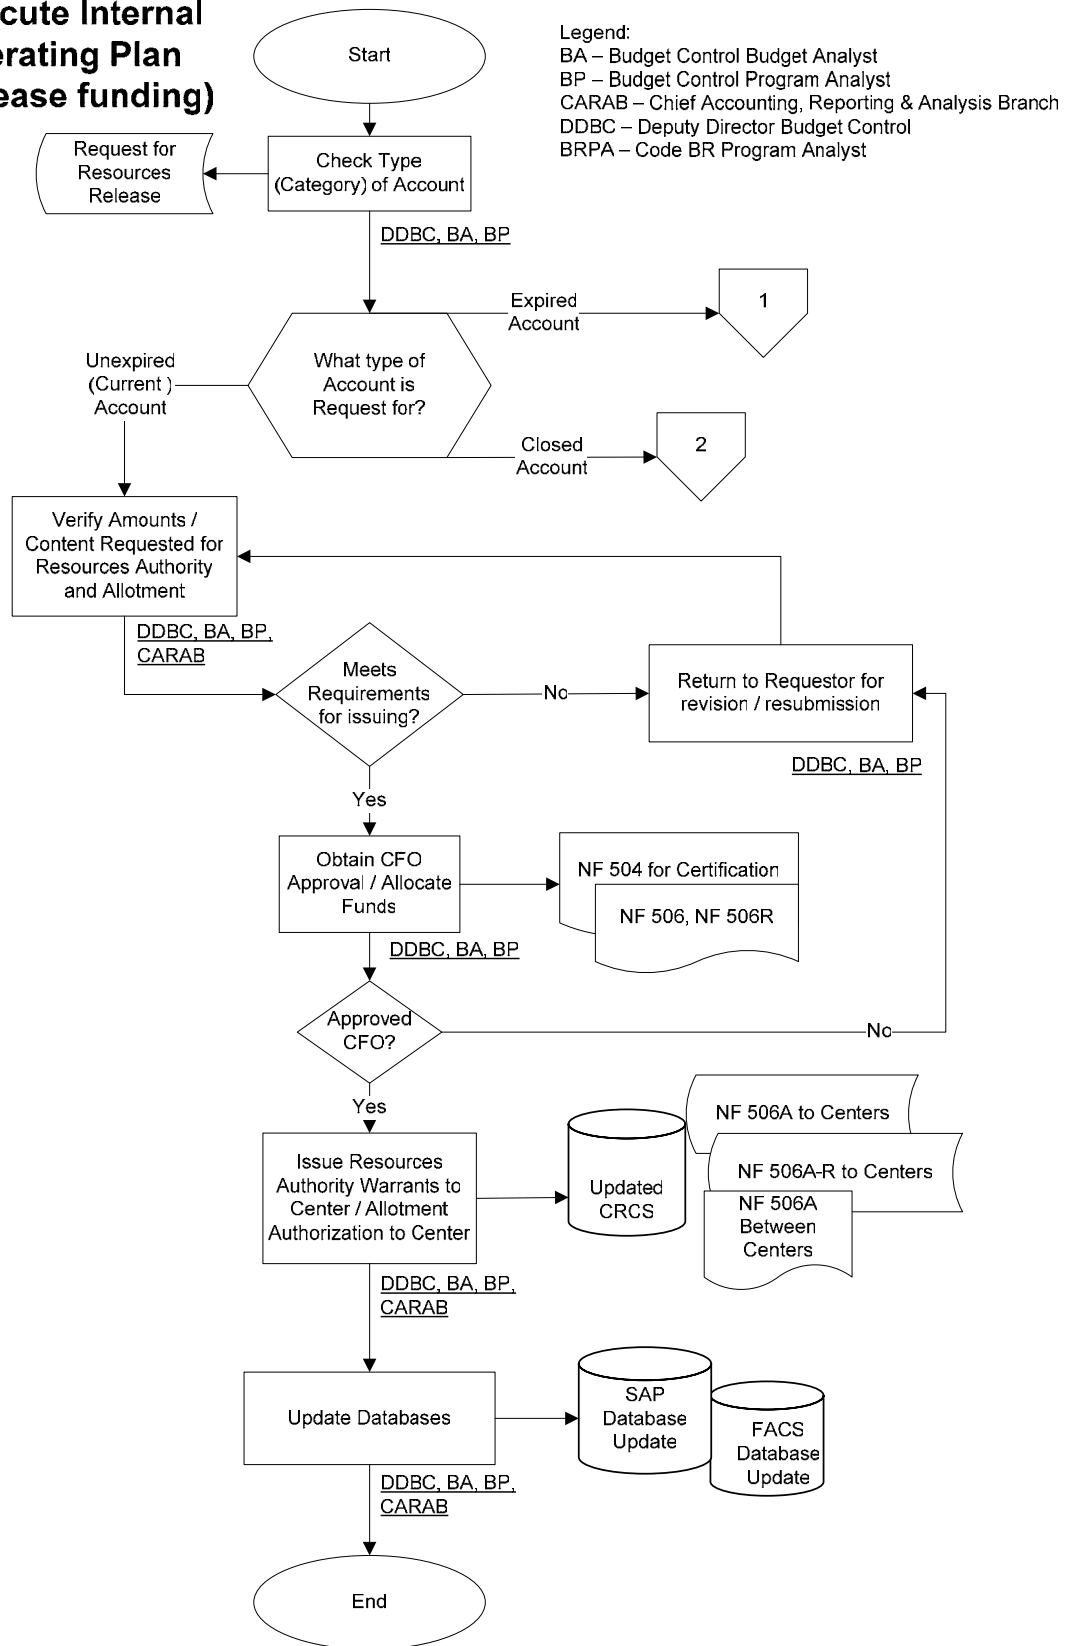 cute Internal
erating Plan
ease funding)
Start
Legend:
BA – Budget Control Budget Analyst
BP – Budget Control Program Analyst
CARAB – Chief Accounting, Reporting & Analysis Branch
DDBC – Deputy Director Budget Control
BRPA – Code BR Program Analyst
Request for
Resources
Release
Check Type
(Category) of Account
DDBC, BA, BP
Expired
Account
1
What type of
Account is
Request for?
Unexpired
(Current )
Account
Closed
Account
2
Verify Amounts /
Content Requested for
Resources Authority
and Allotment
DDBC, BA, BP,
CARAB
Meets
Requirements
for issuing?
No
Return to Requestor for
revision / resubmission
DDBC, BA, BP
Yes
Obtain CFO
Approval / Allocate
Funds
NF 504 for Certification
NF 506, NF 506R
DDBC, BA, BP
Approved
CFO?
No
Yes
Issue Resources
Authority Warrants to
Center / Allotment
Authorization to Center
Updated
CRCS
NF 506A to Centers
NF 506A-R to Centers
NF 506A
Between
Centers
DDBC, BA, BP,
CARAB
Update Databases
SAP
Database
Update
FACS
Database
Update
DDBC, BA, BP,
CARAB
End